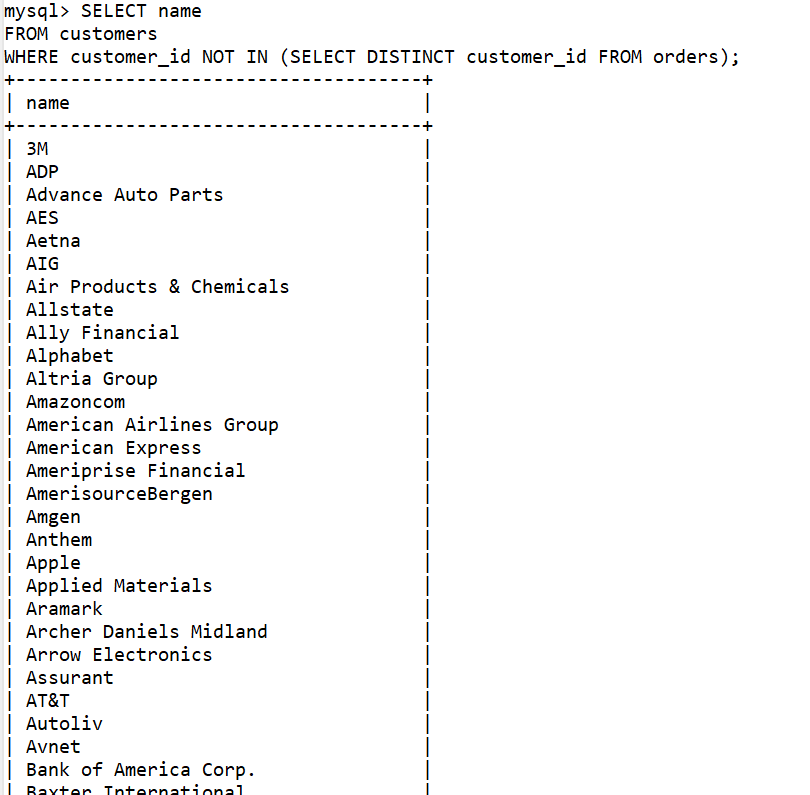 mysql> SELECT name
FROM customers
WHERE customer_id NOT IN (SELECT DISTINCT customer_id FROM orders);
+-------------------------------------+
| name                                |
+-------------------------------------+
| 3M                                  |
| ADP                                 |
| Advance Auto Parts                  |
| AES                                 |
| Aetna                               |
| AIG                                 |
| Air Products & Chemicals            |
| Allstate                            |
| Ally Financial                      |
| Alphabet                            |
| Altria Group                        |
| Amazoncom                           |
| American Airlines Group             |
| American Express                    |
| Ameriprise Financial                |
| AmerisourceBergen                   |
| Amgen                               |
| Anthem                              |
| Apple                               |
| Applied Materials                   |
| Aramark                             |
| Archer Daniels Midland              |
| Arrow Electronics                   |
| Assurant                            |
| AT&T                                |
| Autoliv                             |
| Avnet                               |
| Bank of America Corp.               |
| Baxter International                |